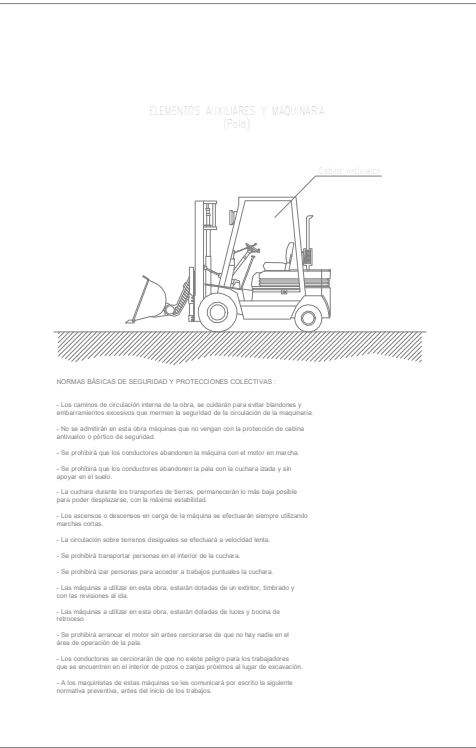 ELEMENTOS AUXILIARES Y MAQUINARIA
(Pala)
Cabina antivuelco
NORMAS BÁSICAS DE SEGURIDAD Y PROTECCIONES COLECTIVAS :
- Los caminos de circulación interna de la obra, se cuidarán para evitar blandones y
embarramientos excesivos que mermen la seguridad de la circulación de la maquinaria.
- No se admitirán en esta obra máquinas que no vengan con la protección de cabina
antivuelco o pórtico de seguridad.
- Se prohibirá que los conductores abandonen la máquina con el motor en marcha.
- Se prohibirá que los conductores abandonen la pala con la cuchara izada y sin
apoyar en el suelo.
- La cuchara durante los transportes de tierras, permanecerán lo más baja posible
para poder desplazarse, con la máxima estabilidad.
- Los ascensos o descensos en carga de la máquina se efectuarán siempre utilizando
marchas cortas.
- La circulación sobre terrenos desiguales se efectuará a velocidad lenta.
- Se prohibirá transportar personas en el interior de la cuchara.
- Se prohibirá izar personas para acceder a trabajos puntuales la cuchara.
- Las máquinas a utilizar en esta obra, estarán dotadas de un extintor, timbrado y
con las revisiones al día.
- Las máquinas a utilizar en esta obra, estarán dotadas de luces y bocina de
retroceso.
- Se prohibirá arrancar el motor sin antes cerciorarse de que no hay nadie en el
área de operación de la pala.
- Los conductores se cerciorarán de que no existe peligro para los trabajadores
que se encuentren en el interior de pozos o zanjas próximos al lugar de excavación.
- A los maquinistas de estas máquinas se les comunicará por escrito la siguiente
normativa preventiva, antes del inicio de los trabajos.